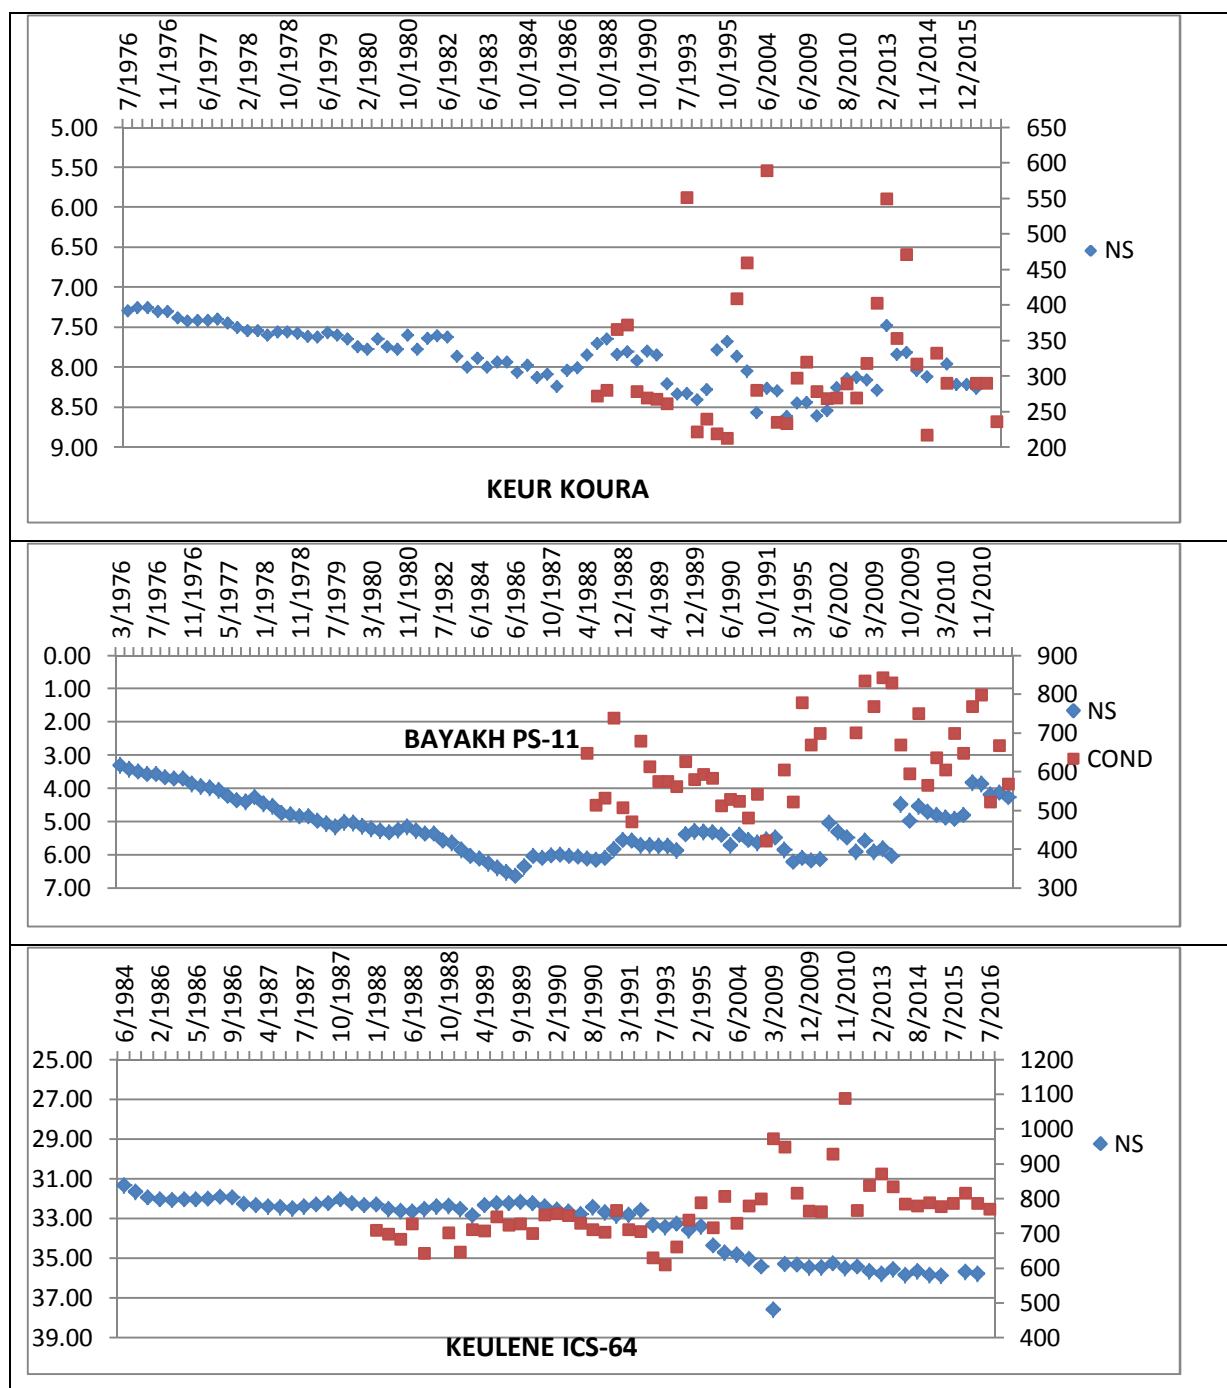 7/1976 11/1976 6/1977 2/1978 10/1978 6/1979 2/1980 10/1980 6/1982 6/1983 10/1984 10/1986 10/1988 10/1990 7/1993 10/1995 6/2004 6/2009 8/2010 2/2013 11/2014 12/2015
5.00 650
600
5.50
550
6.00
500
6.50 450 NS
7.00 400
7.50 350
8.00 300
8.50 250
9.00 200
KEUR KOURA
3/1976 7/1976 11/1976 5/1977 1/1978 11/1978 7/1979 3/1980 11/1980 7/1982 6/1984 6/1986 10/1987 4/1988 12/1988 4/1989 12/1989 6/1990 10/1991 3/1995 6/2002 3/2009 10/2009 3/2010 11/2010
0.00 900
1.00 800
2.00 700 NS
BAYAKH PS-11
3.00 600 COND
4.00
5.00 500
6.00 400
7.00 300
6/1984 2/1986 5/1986 9/1986 4/1987 7/1987 10/1987 1/1988 6/1988 10/1988 4/1989 9/1989 2/1990 8/1990 3/1991 7/1993 2/1995 6/2004 3/2009 12/2009 11/2010 2/2013 8/2014 7/2015 7/2016
25.00 1200
1100
27.00
1000
29.00 900 NS
31.00 800
33.00 700
35.00 600
37.00 500
39.00 400
KEULENE ICS-64